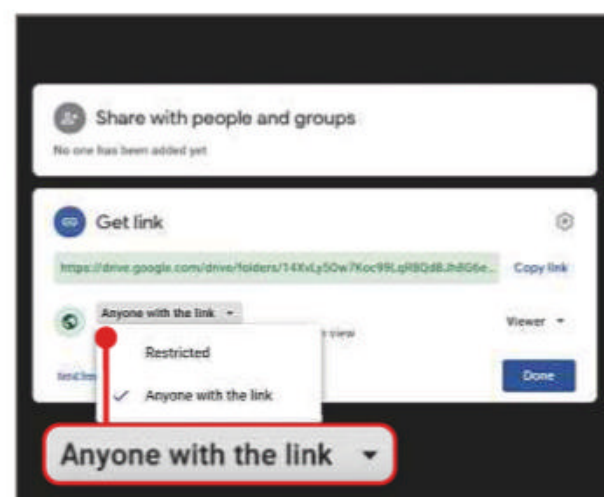 Share with people and groups
No one has been added yet
Get link
https://drive.google.com/drive/folders/ Copy link
Anyone with the link
view Viewer
Restricted
Done
Anyone with the link
Anyone with the link